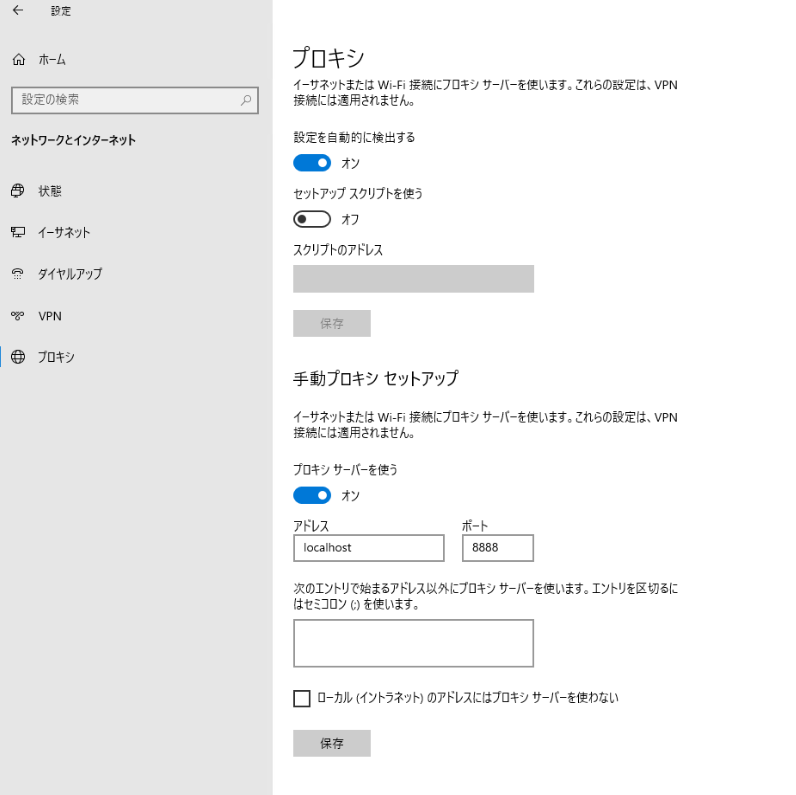 設定
ホーム
設定の検索
ネットワークとインターネット
状態
イーサネット
ダイヤルアップ
VPN
プロキシ
プロキシ
イーサネットまたは Wi-Fi 接続にプロキシ サーバーを使います。これらの設定は、VPN
接続には適用されません。
設定を自動的に検出する
オン
セットアップ スクリプトを使う
オフ
スクリプトのアドレス
保存
手動プロキシ セットアップ
イーサネットまたは Wi-Fi 接続にプロキシ サーバーを使います。これらの設定は、VPN
接続には適用されません。
プロキシ サーバーを使う
オン
アドレス ポート
localhost 8888
次のエントリで始まるアドレス以外にプロキシ サーバーを使います。エントリを区切るに
はセミコロン (;) を使います。
ローカル (イントラネット) のアドレスにはプロキシ サーバーを使わない
保存